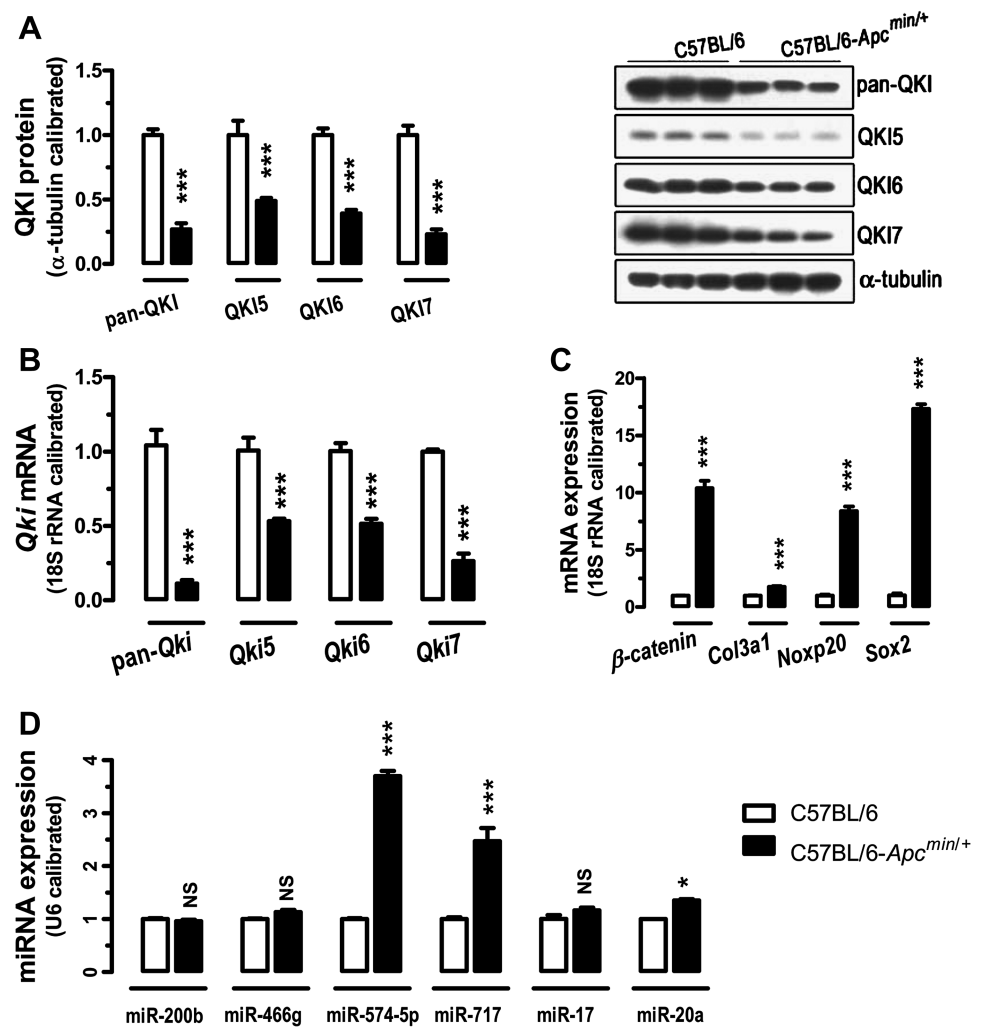 A
QKI protein
(α-tubulin calibrated)
1.5
1.0
0.5
0.0
***
***
***
***
pan-QKI
QKI5
QKI6
QKI7
C57BL/6
C57BL/6-Apcmin/+
pan-QKI
QKI5
QKI6
QKI7
α-tubulin
B
Qki mRNA
(18S rRNA calibrated)
1.5
1.0
0.5
0.0
***
***
***
***
pan-Qki
Qki5
Qki6
Qki7
C
mRNA expression
(18S rRNA calibrated)
20
15
10
5
0
***
***
***
***
β-catenin
Col3a1
Noxp20
Sox2
D
miRNA expression
(U6 calibrated)
4
3
2
1
0
NS
NS
***
***
NS
*
miR-200b
miR-466g
miR-574-5p
miR-717
miR-17
miR-20a
C57BL/6
C57BL/6-Apcmin/+